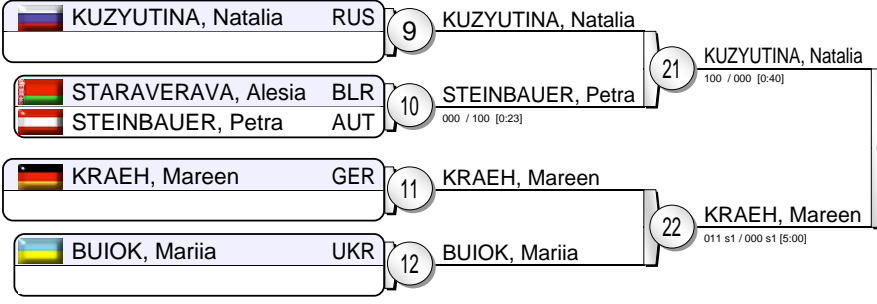 KUZYUTINA, Natalia RUS
9
KUZYUTINA, Natalia
STARAVERAVA, Alesia BLR
STEINBAUER, Petra AUT
10
STEINBAUER, Petra
000 / 100 [0:23]
21
KUZYUTINA, Natalia
100 / 000 [0:40]
KRAEH, Mareen GER
11
KRAEH, Mareen
BUIOK, Mariia UKR
12
BUIOK, Mariia
22
KRAEH, Mareen
011 s1 / 000 s1 [5:00]